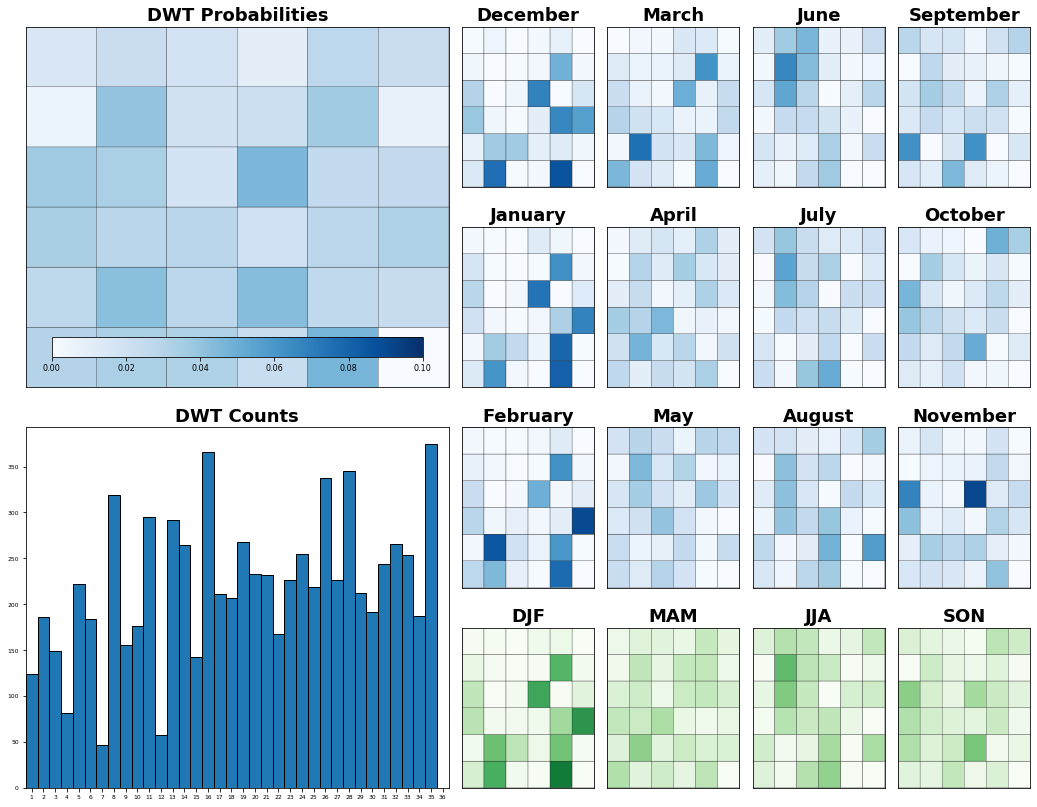 DWT Probabilities
December
March
June
September
0.00 0.02 0.04 0.06 0.08 0.10
January
April
July
October
DWT Counts
February
May
August
November
350
300
250
200
150
100
50
0
1 2 3 4 5 6 7 8 9 10 11 12 13 14 15 16 17 18 19 20 21 22 23 24 25 26 27 28 29 30 31 32 33 34 35 36
DJF
MAM
JJA
SON